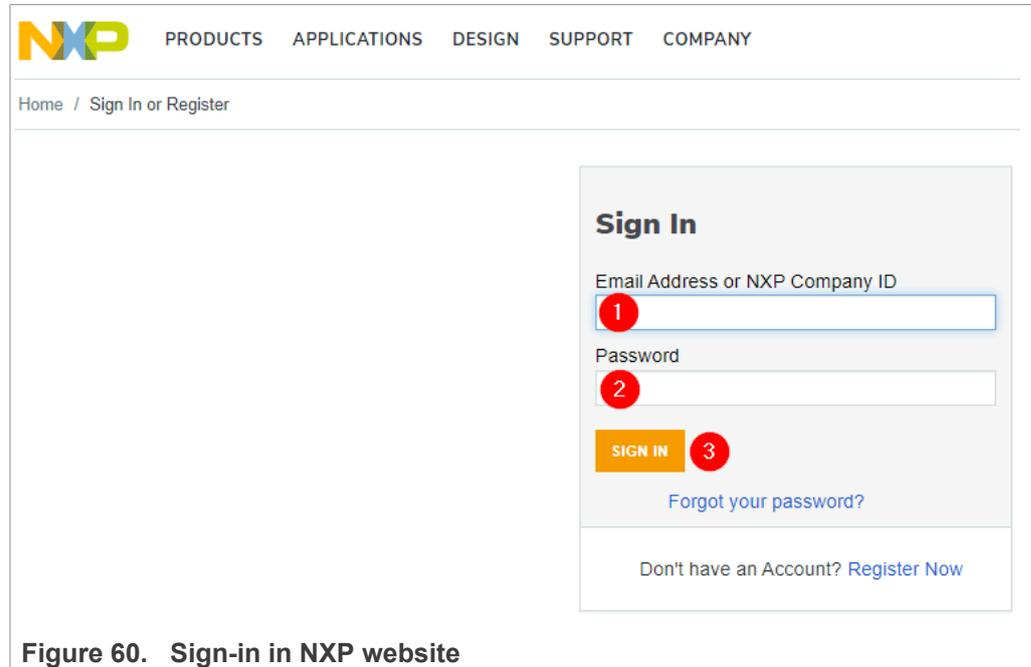 NXP PRODUCTS APPLICATIONS DESIGN SUPPORT COMPANY
Home / Sign In or Register
Sign In
Email Address or NXP Company ID
1
Password
2
SIGN IN 3
Forgot your password?
Don't have an Account? Register Now
Figure 60. Sign-in in NXP website